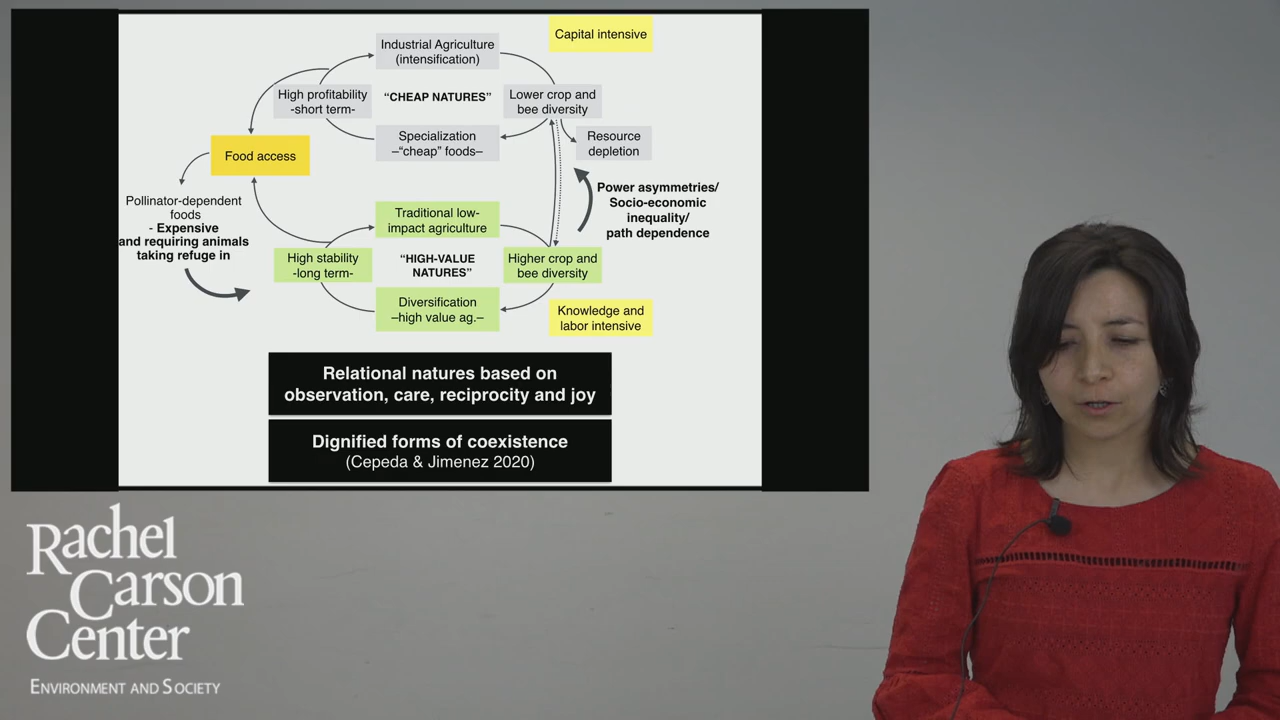 Capital intensive
Industrial Agriculture
(intensification)
High profitability
-short term-
“CHEAP NATURES”
Lower crop and
bee diversity
Specialization
–“cheap” foods–
Resource
depletion
Food access
Power asymmetries/
Socio-economic
inequality/
path dependence
Pollinator-dependent
foods
- Expensive
and requiring animals
taking refuge in
Traditional low-
impact agriculture
High stability
-long term-
“HIGH-VALUE
NATURES”
Higher crop and
bee diversity
Diversification
–high value ag.–
Knowledge and
labor intensive
Relational natures based on
observation, care, reciprocity and joy
Dignified forms of coexistence
(Cepeda & Jimenez 2020)
Rachel
Carson
Center
ENVIRONMENT AND SOCIETY